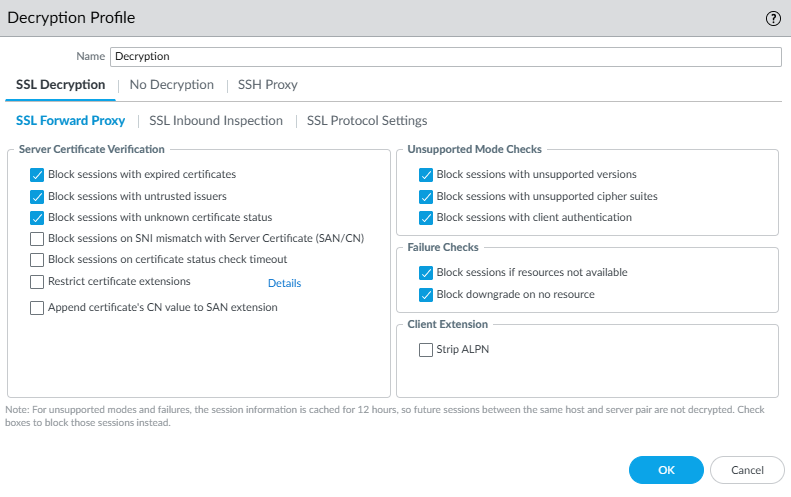 Decryption Profile
?
Name Decryption
SSL Decryption No Decryption SSH Proxy
SSL Forward Proxy SSL Inbound Inspection SSL Protocol Settings
Server Certificate Verification
Block sessions with expired certificates
Block sessions with untrusted issuers
Block sessions with unknown certificate status
Block sessions on SNI mismatch with Server Certificate (SAN/CN)
Block sessions on certificate status check timeout
Restrict certificate extensions Details
Append certificate's CN value to SAN extension
Unsupported Mode Checks
Block sessions with unsupported versions
Block sessions with unsupported cipher suites
Block sessions with client authentication
Failure Checks
Block sessions if resources not available
Block downgrade on no resource
Client Extension
Strip ALPN
Note: For unsupported modes and failures, the session information is cached for 12 hours, so future sessions between the same host and server pair are not decrypted. Check
boxes to block those sessions instead.
OK Cancel